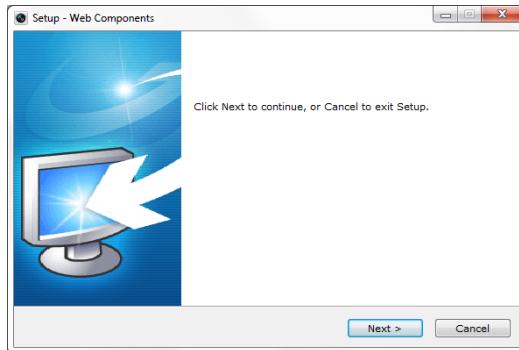 Setup - Web Components
Click Next to continue, or Cancel to exit Setup.
Next >
Cancel